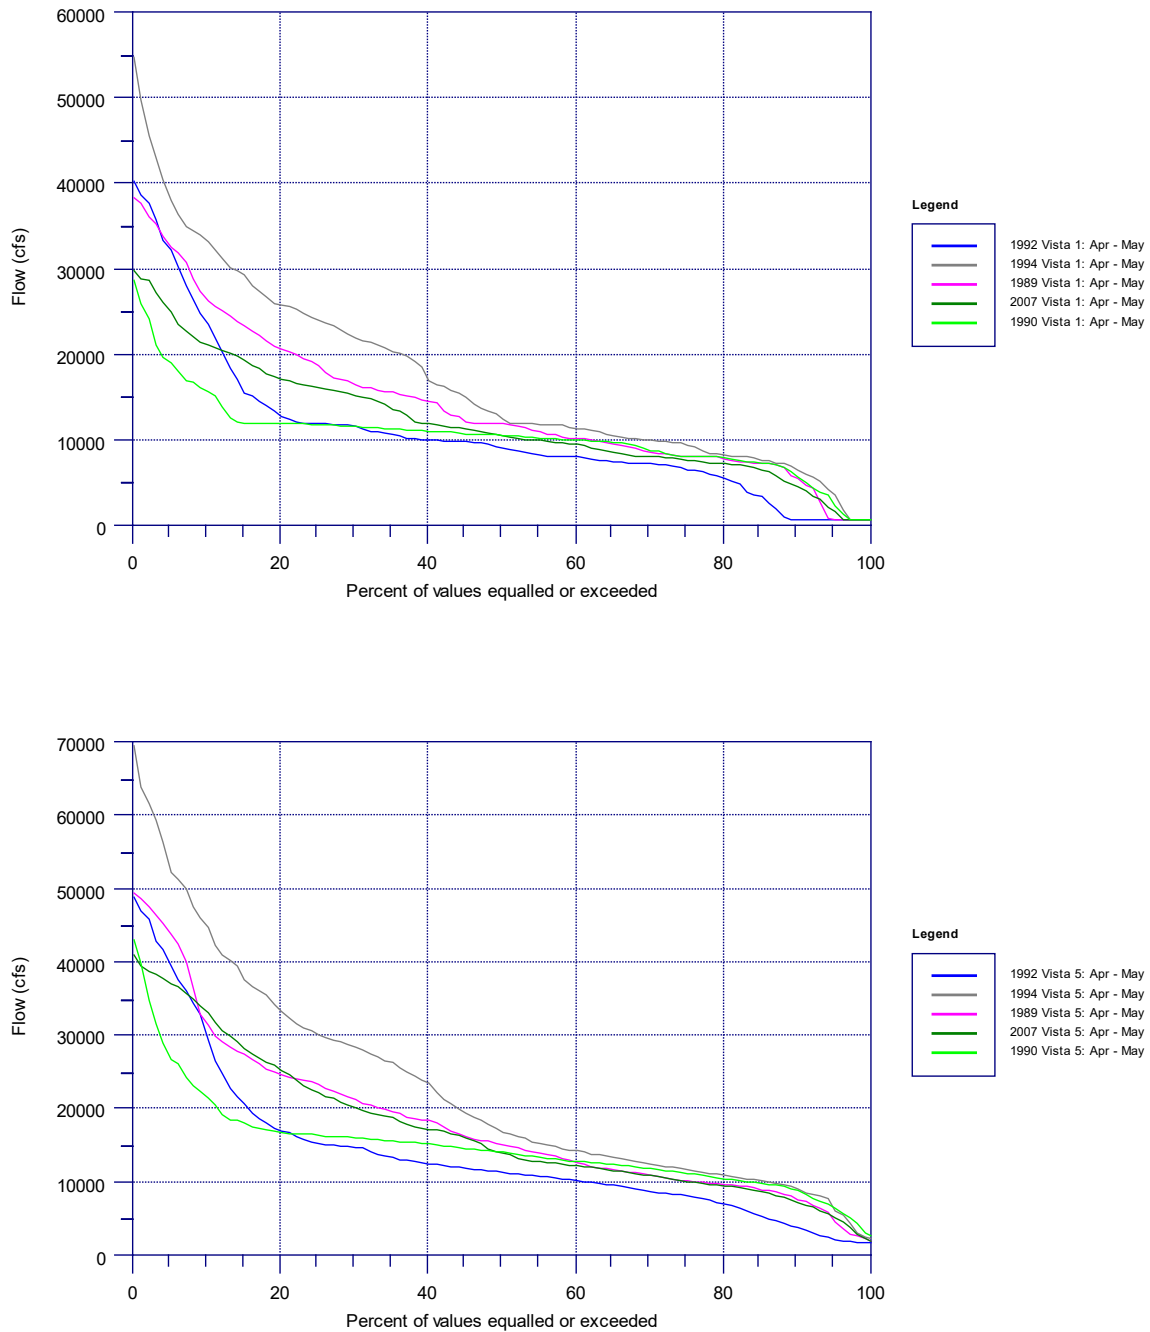 60000
50000
40000
30000
20000
10000
0
Flow (cfs)
0 20 40 60 80 100
Percent of values equalled or exceeded
Legend
1992 Vista 1: Apr - May
1994 Vista 1: Apr - May
1989 Vista 1: Apr - May
2007 Vista 1: Apr - May
1990 Vista 1: Apr - May
70000
60000
50000
40000
30000
20000
10000
0
Flow (cfs)
0 20 40 60 80 100
Percent of values equalled or exceeded
Legend
1992 Vista 5: Apr - May
1994 Vista 5: Apr - May
1989 Vista 5: Apr - May
2007 Vista 5: Apr - May
1990 Vista 5: Apr - May